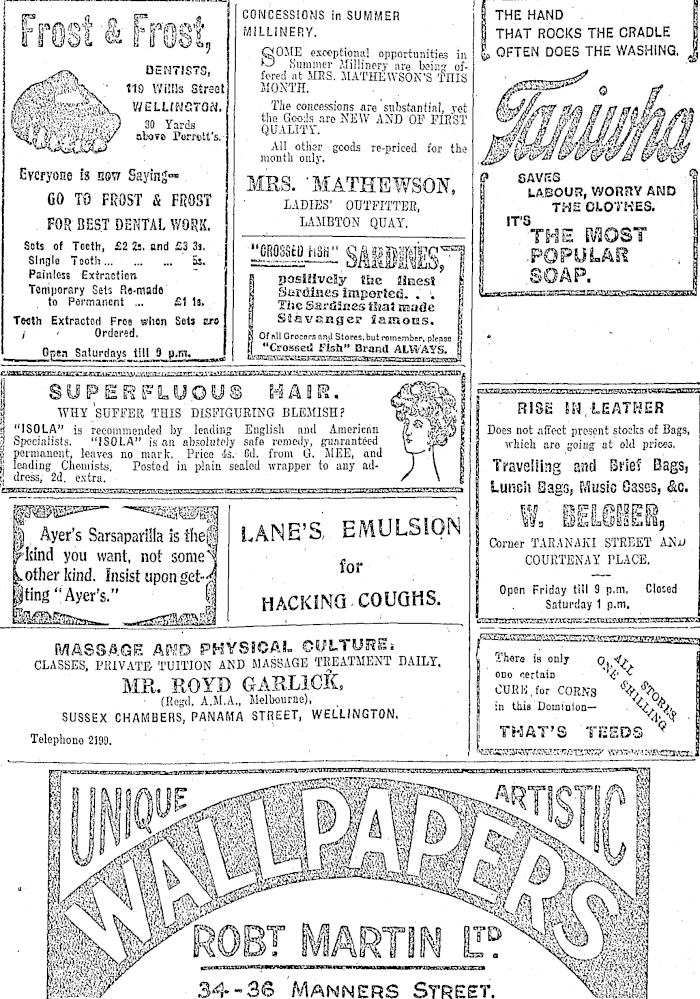 Frost & Frost,
DENTISTS,
119 Willis Street
WELLINGTON.
30 Yards
above Perrett's.
Everyone is now Saying—
GO TO FROST & FROST
FOR BEST DENTAL WORK.
Sets of Teeth, £2 2s. and £3 3s.
Single Tooth ... ... ... 5s.
Painless Extraction
Temporary Sets Re-made
to Permanent ... £1 1s.
Teeth Extracted Free when Sets are
Ordered.
Open Saturdays till 9 p.m.
CONCESSIONS in SUMMER
MILLINERY.
SOME exceptional opportunities in
Summer Millinery are being of-
fered at MRS. MATHEWSON'S THIS
MONTH.
The concessions are substantial, yet
the Goods are NEW AND OF FIRST
QUALITY.
All other goods re-priced for the
month only.
MRS. MATHEWSON,
LADIES' OUTFITTER,
LAMBTON QUAY.
"CROSSED FISH" SARDINES,
positively the finest
Sardines imported. . .
The Sardines that made
Stavanger famous.
Of all Grocers and Stores, but remember, please
"Crossed Fish" Brand ALWAYS.
THE HAND
THAT ROCKS THE CRADLE
OFTEN DOES THE WASHING.
Taniwha
SAVES
LABOUR, WORRY AND
THE CLOTHES.
IT'S
THE MOST
POPULAR
SOAP.
SUPERFLUOUS HAIR.
WHY SUFFER THIS DISFIGURING BLEMISH?
"ISOLA" is recommended by leading English and American
Specialists. "ISOLA" is an absolutely safe remedy, guaranteed
permanent, leaves no mark. Price 4s. 6d. from G. MEE, and
leading Chemists. Posted in plain sealed wrapper to any ad-
dress, 2d. extra.
RISE IN LEATHER
Does not affect present stocks of Bags,
which are going at old prices.
Travelling and Brief Bags,
Lunch Bags, Music Cases, &c.
W. BELCHER,
Corner TARANAKI STREET AND
COURTENAY PLACE.
Open Friday till 9 p.m. Closed
Saturday 1 p.m.
Ayer's Sarsaparilla is the
kind you want, not some
other kind. Insist upon get-
ting "Ayer's."
LANE'S EMULSION
for
HACKING COUGHS.
MASSAGE AND PHYSICAL CULTURE.
CLASSES, PRIVATE TUITION AND MASSAGE TREATMENT DAILY.
MR. ROYD GARLICK,
(Regd. A.M.A., Melbourne),
SUSSEX CHAMBERS, PANAMA STREET, WELLINGTON.
Telephone 2199.
There is only
one certain
CURE for CORNS
in this Dominion—
THAT'S TEEDS
ALL STORES.
ONE SHILLING
UNIQUE
ARTISTIC
WALLPAPERS
ROBT. MARTIN LTD.
34--36 MANNERS STREET.